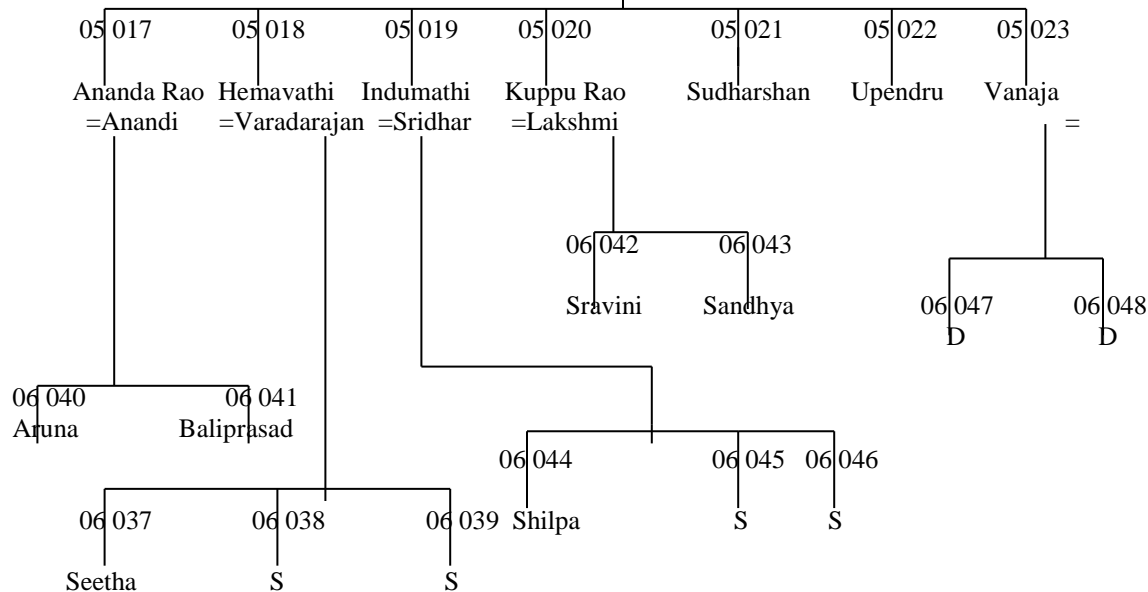 05 017 05 018 05 019 05 020 05 021 05 022 05 023
Ananda Rao Hemavathi Indumathi Kuppu Rao Sudharshan Upendru Vanaja
=Anandi =Varadarajan =Sridhar =Lakshmi =
06 042 06 043
Sravini Sandhya
06 047 06 048
D D
06 040 06 041
Aruna Baliprasad
06 044 06 045 06 046
Shilpa S S
06 037 06 038 06 039
Seetha S S